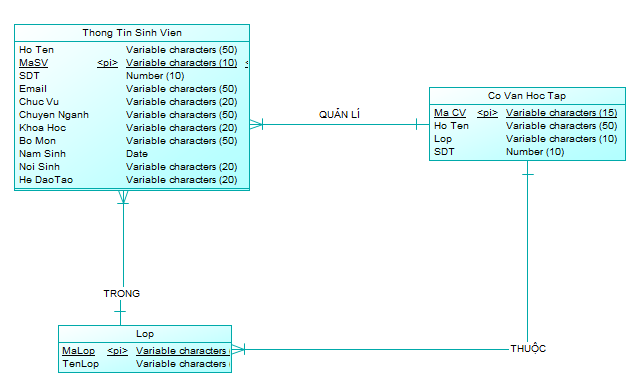 Thong Tin Sinh Vien
Ho Ten Variable characters (50)
MaSV <pi> Variable characters (10) <
SDT Number (10)
Email Variable characters (50)
Chuc Vu Variable characters (20)
Chuyen Nganh Variable characters (50)
Khoa Hoc Variable characters (20)
Bo Mon Variable characters (50)
Nam Sinh Date
Noi Sinh Variable characters (20)
He DaoTao Variable characters (20)
QUẢN LÍ
Co Van Hoc Tap
Ma CV <pi> Variable characters (15)
Ho Ten Variable characters (50)
Lop Variable characters (10)
SDT Number (10)
TRONG
Lop
MaLop <pi> Variable characters
TenLop Variable characters
THUỘC